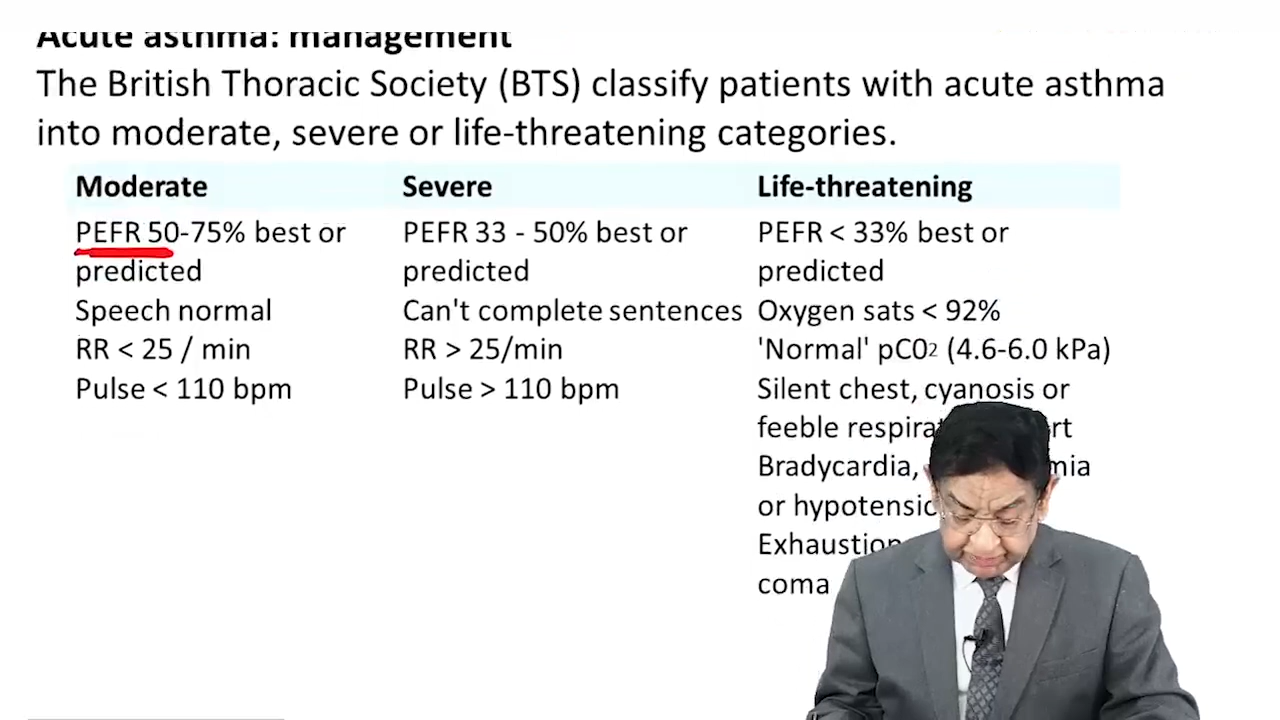 Acute asthma: management
The British Thoracic Society (BTS) classify patients with acute asthma
into moderate, severe or life-threatening categories.
Moderate Severe Life-threatening
PEFR 50-75% best or PEFR 33 - 50% best or PEFR < 33% best or
predicted predicted predicted
Speech normal Can't complete sentences Oxygen sats < 92%
RR < 25 / min RR > 25/min 'Normal' pC02 (4.6-6.0 kPa)
Pulse < 110 bpm Pulse > 110 bpm Silent chest, cyanosis or
feeble
Bradycardia,
or
coma